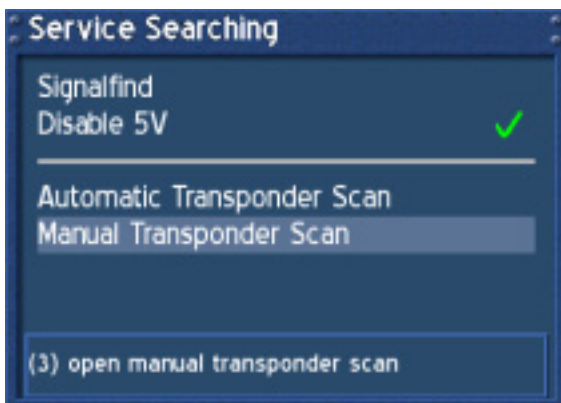 Service Searching
Signalfind
Disable 5V
Automatic Transponder Scan
Manual Transponder Scan
(3) open manual transponder scan